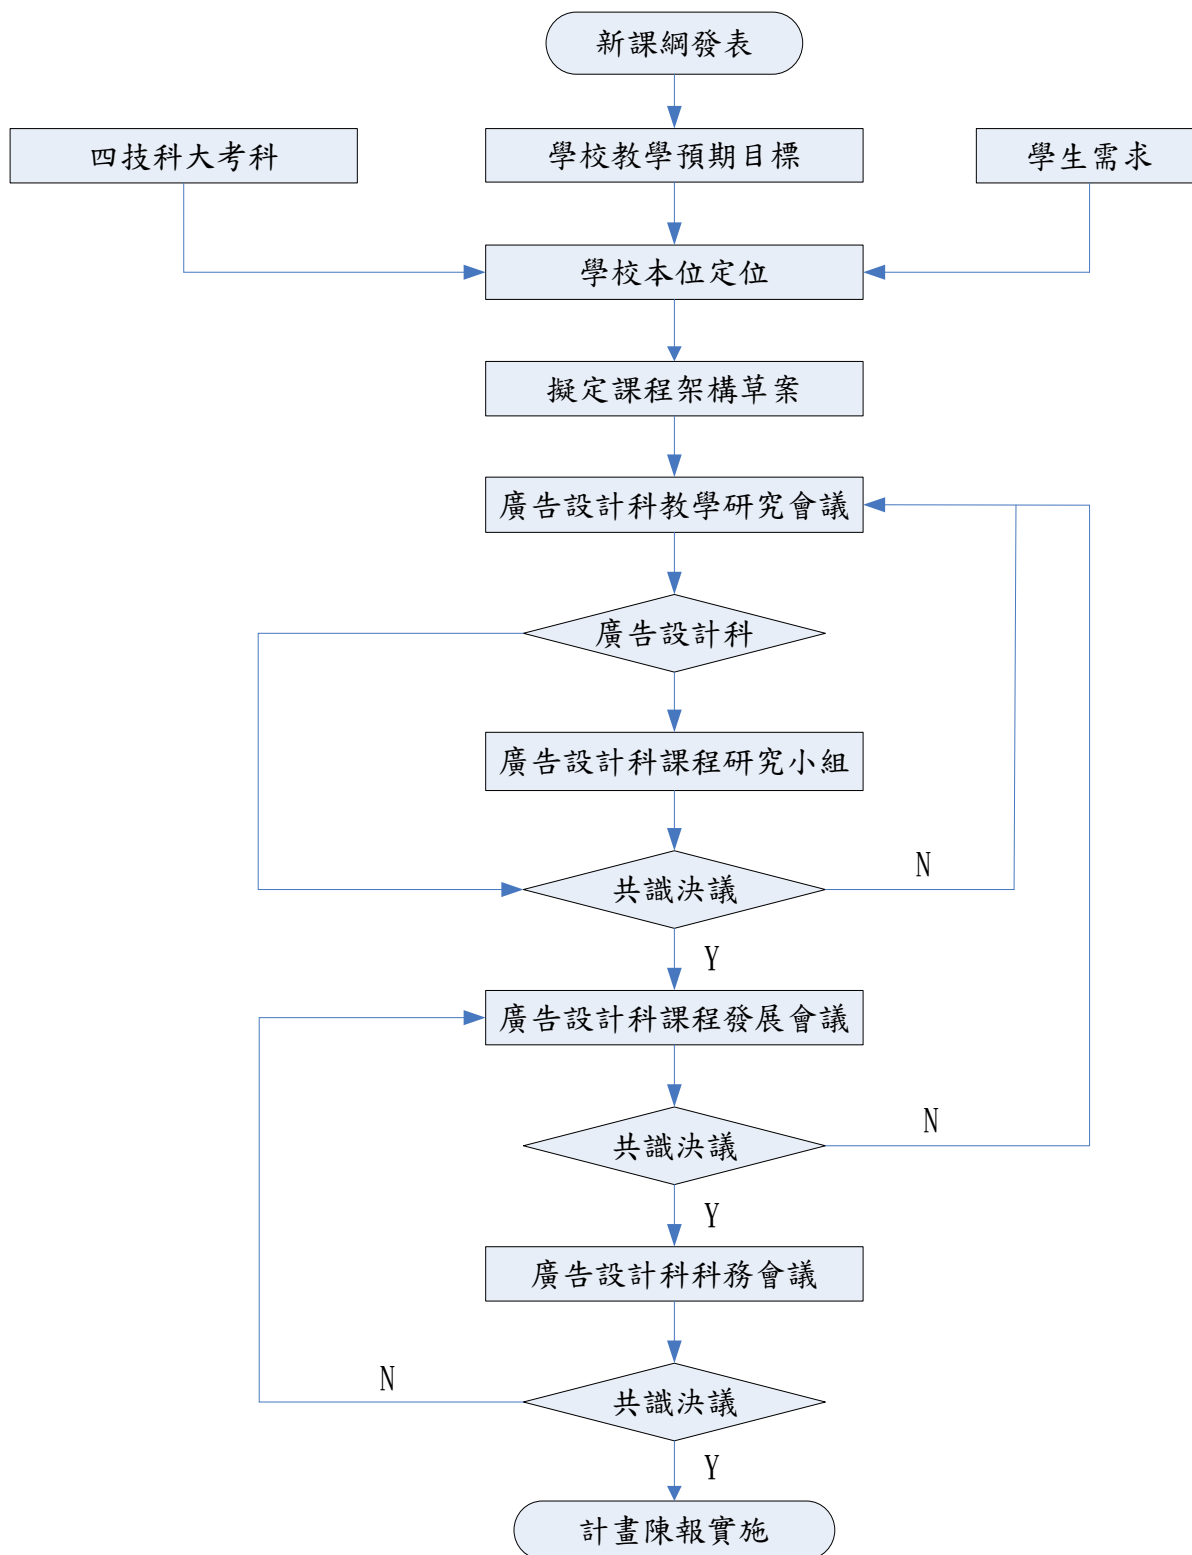 新課綱發表
四技科大考科
學校教學預期目標
學生需求
學校本位定位
擬定課程架構草案
廣告設計科教學研究會議
廣告設計科
廣告設計科課程研究小組
共識決議
N
Y
廣告設計科課程發展會議
共識決議
N
Y
廣告設計科科務會議
N
共識決議
Y
計畫陳報實施